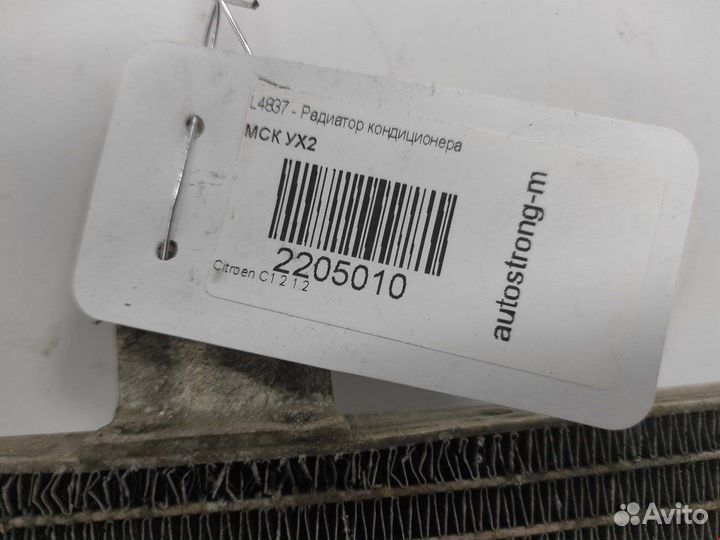 L4837 - Радиатор кондиционера
МСК УХ2
2205010
Citroen C1 2 1.2
autostrong-m
Avito